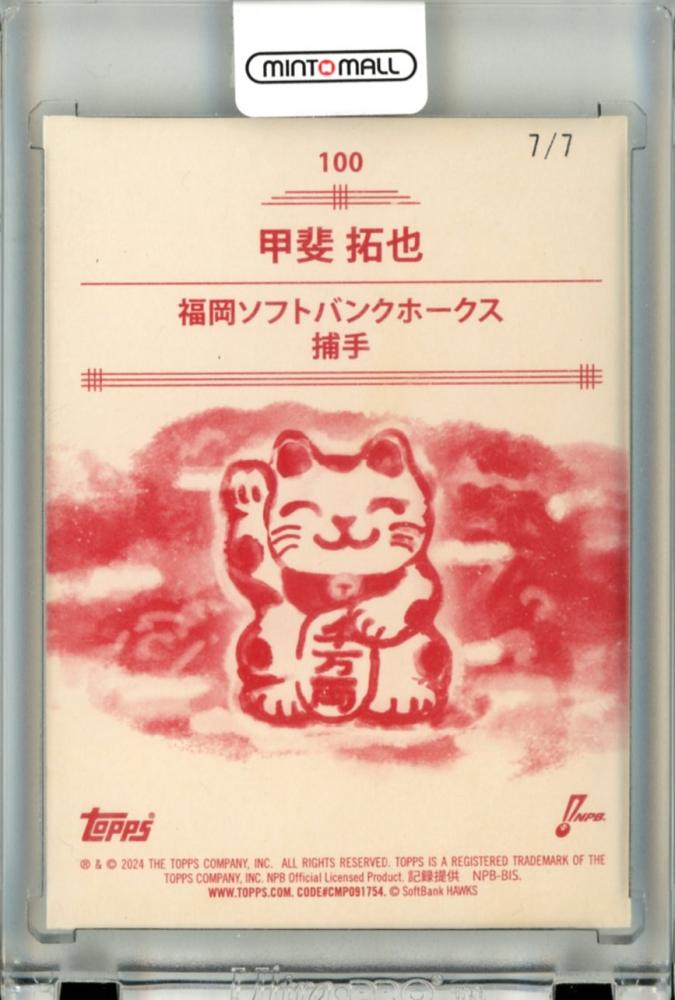 MINT MALL
7/7
100
甲斐 拓也
福岡ソフトバンクホークス
捕手
千万両
topps®
NPB.
® & © 2024 THE TOPPS COMPANY, INC. ALL RIGHTS RESERVED. TOPPS IS A REGISTERED TRADEMARK OF THE
TOPPS COMPANY, INC. NPB Official Licensed Product. 記録提供 NPB-BIS.
WWW.TOPPS.COM. CODE#CMP091754. © SoftBank HAWKS
Ultra PRO